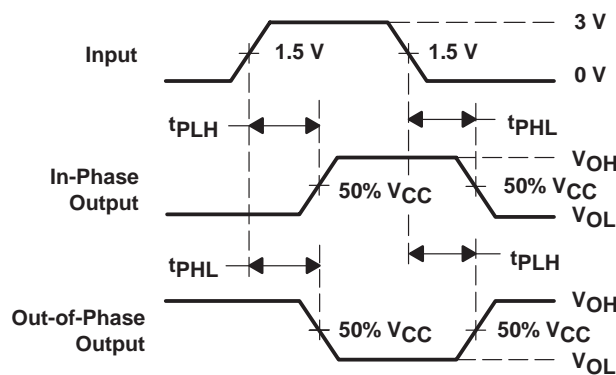 3 V
Input
1.5 V
1.5 V
0 V
tPLH
tPHL
VOH
In-Phase
Output
50% VCC
50% VCC
VOL
tPHL
tPLH
VOH
Out-of-Phase
Output
50% VCC
50% VCC
VOL